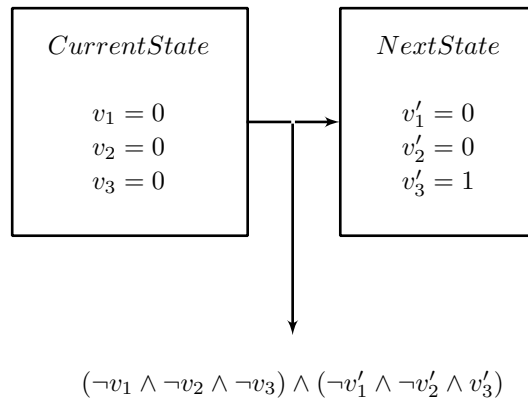 CurrentState
v₁ = 0
v₂ = 0
v₃ = 0
NextState
v′₁ = 0
v′₂ = 0
v′₃ = 1
(¬v₁ ∧ ¬v₂ ∧ ¬v₃) ∧ (¬v′₁ ∧ ¬v′₂ ∧ v′₃)